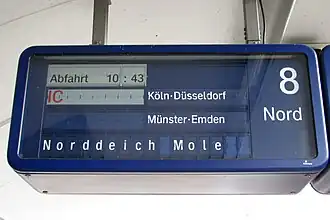 Abfahrt 10:43
IC
Köln-Düsseldorf
Münster-Emden
Norddeich Mole
8
Nord